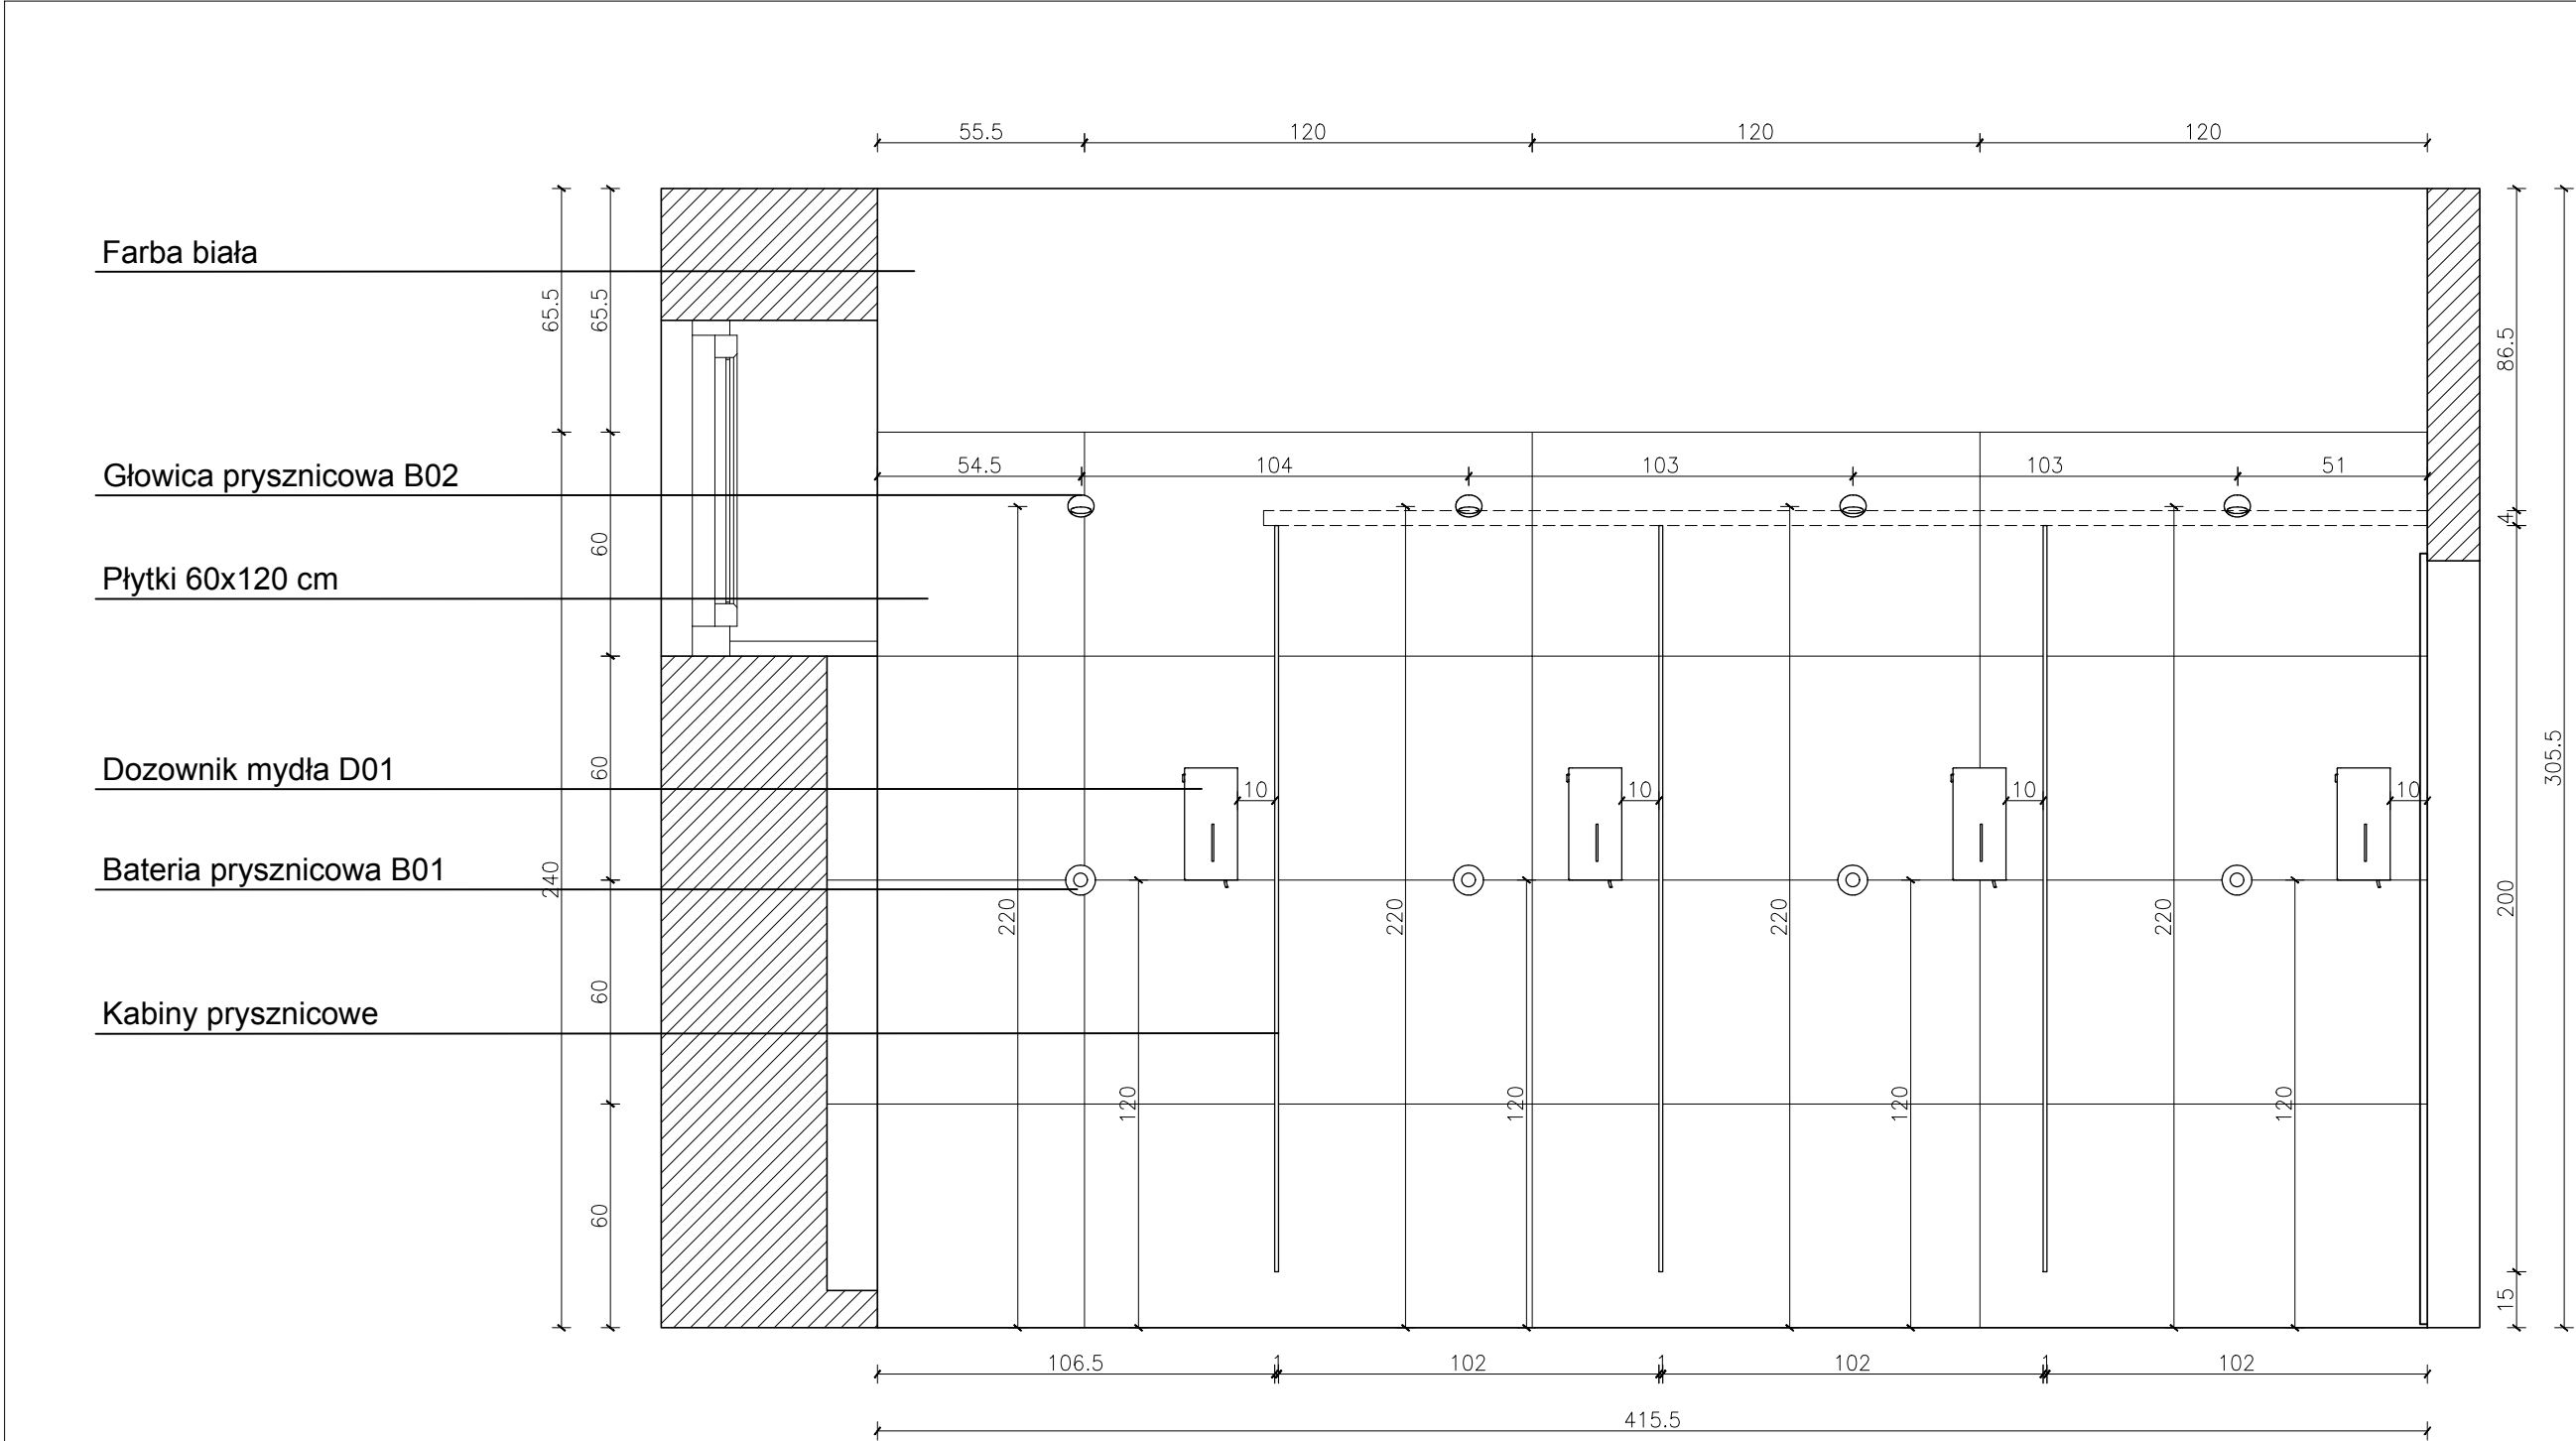 55.5 120 120 120
Farba biała
65.5 65.5
86.5
Głowica prysznicowa B02
54.5 104 103 103 51
4
60
Płytki 60x120 cm
Dozownik mydła D01
60
10 10 10 10
305.5
Bateria prysznicowa B01
240
220 220 220 220
200
60
Kabiny prysznicowe
120 120 120 120
60
15
106.5 1 102 1 102 1 102
415.5